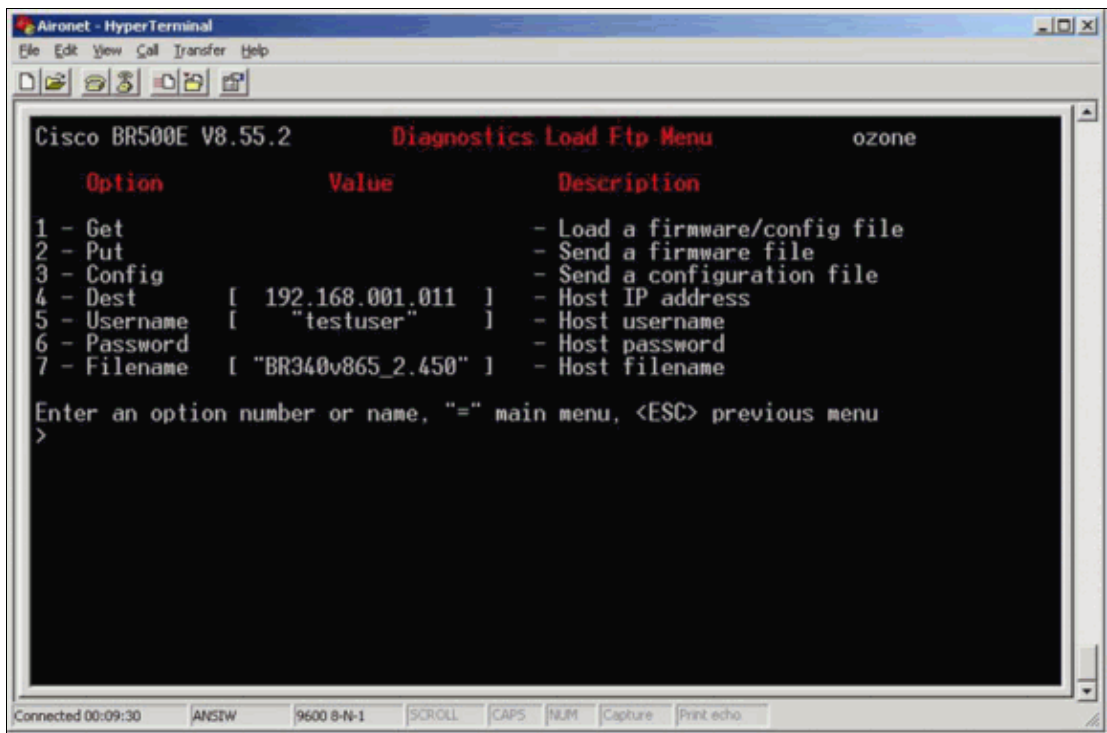 Aironet - HyperTerminal
File Edit View Call Transfer Help
Cisco BR500E V8.55.2 Diagnostics Load Ftp Menu ozone
Option Value Description
1 - Get - Load a firmware/config file
2 - Put - Send a firmware file
3 - Config - Send a configuration file
4 - Dest [ 192.168.001.011 ] - Host IP address
5 - Username [ "testuser" ] - Host username
6 - Password - Host password
7 - Filename [ "BR340v865_2.450" ] - Host filename
Enter an option number or name, "=" main menu, <ESC> previous menu
>
Connected 00:09:30 ANSIW 9600 8-N-1 SCROLL CAPS NUM Capture Print echo